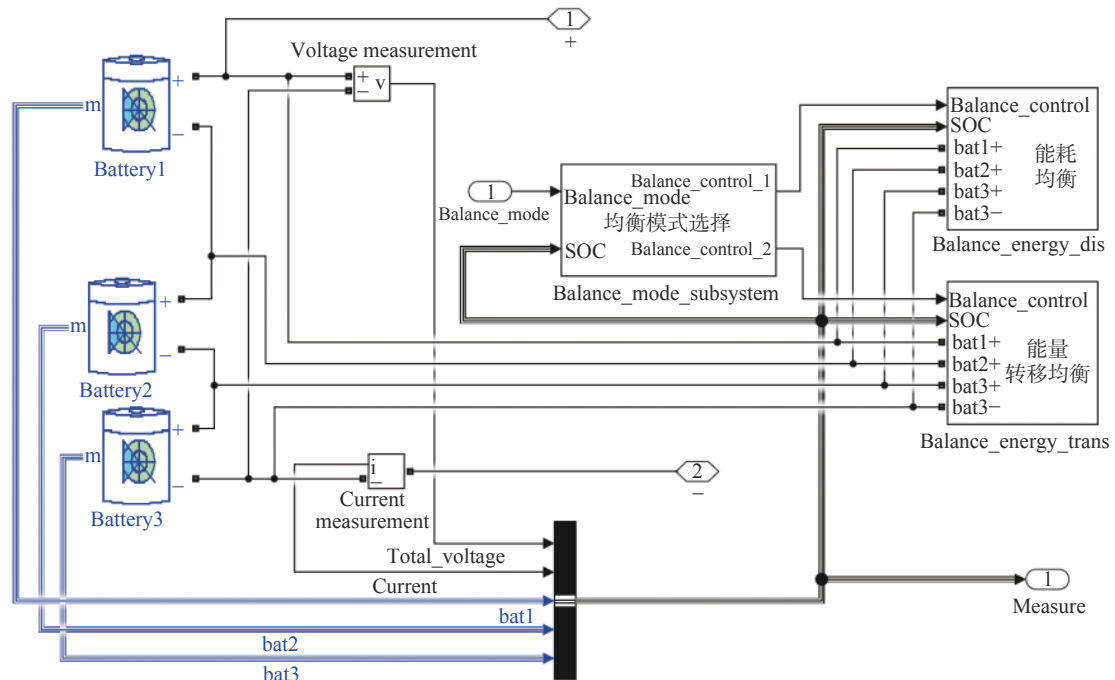 1
+
Voltage measurement
+
−
v
m
+
−
Battery1
1
Balance_mode
Balance_mode
均衡模式选择
SOC
Balance_control_1
Balance_control_2
Balance_mode_subsystem
Balance_control
SOC
bat1+
bat2+
bat3+
bat3−
能耗
均衡
Balance_energy_dis
m
+
−
Battery2
Balance_control
SOC
bat1+
bat2+
bat3+
bat3−
能量
转移均衡
Balance_energy_trans
m
+
−
Battery3
i
−
Current
measurement
2
−
Total_voltage
Current
bat1
bat2
bat3
1
Measure